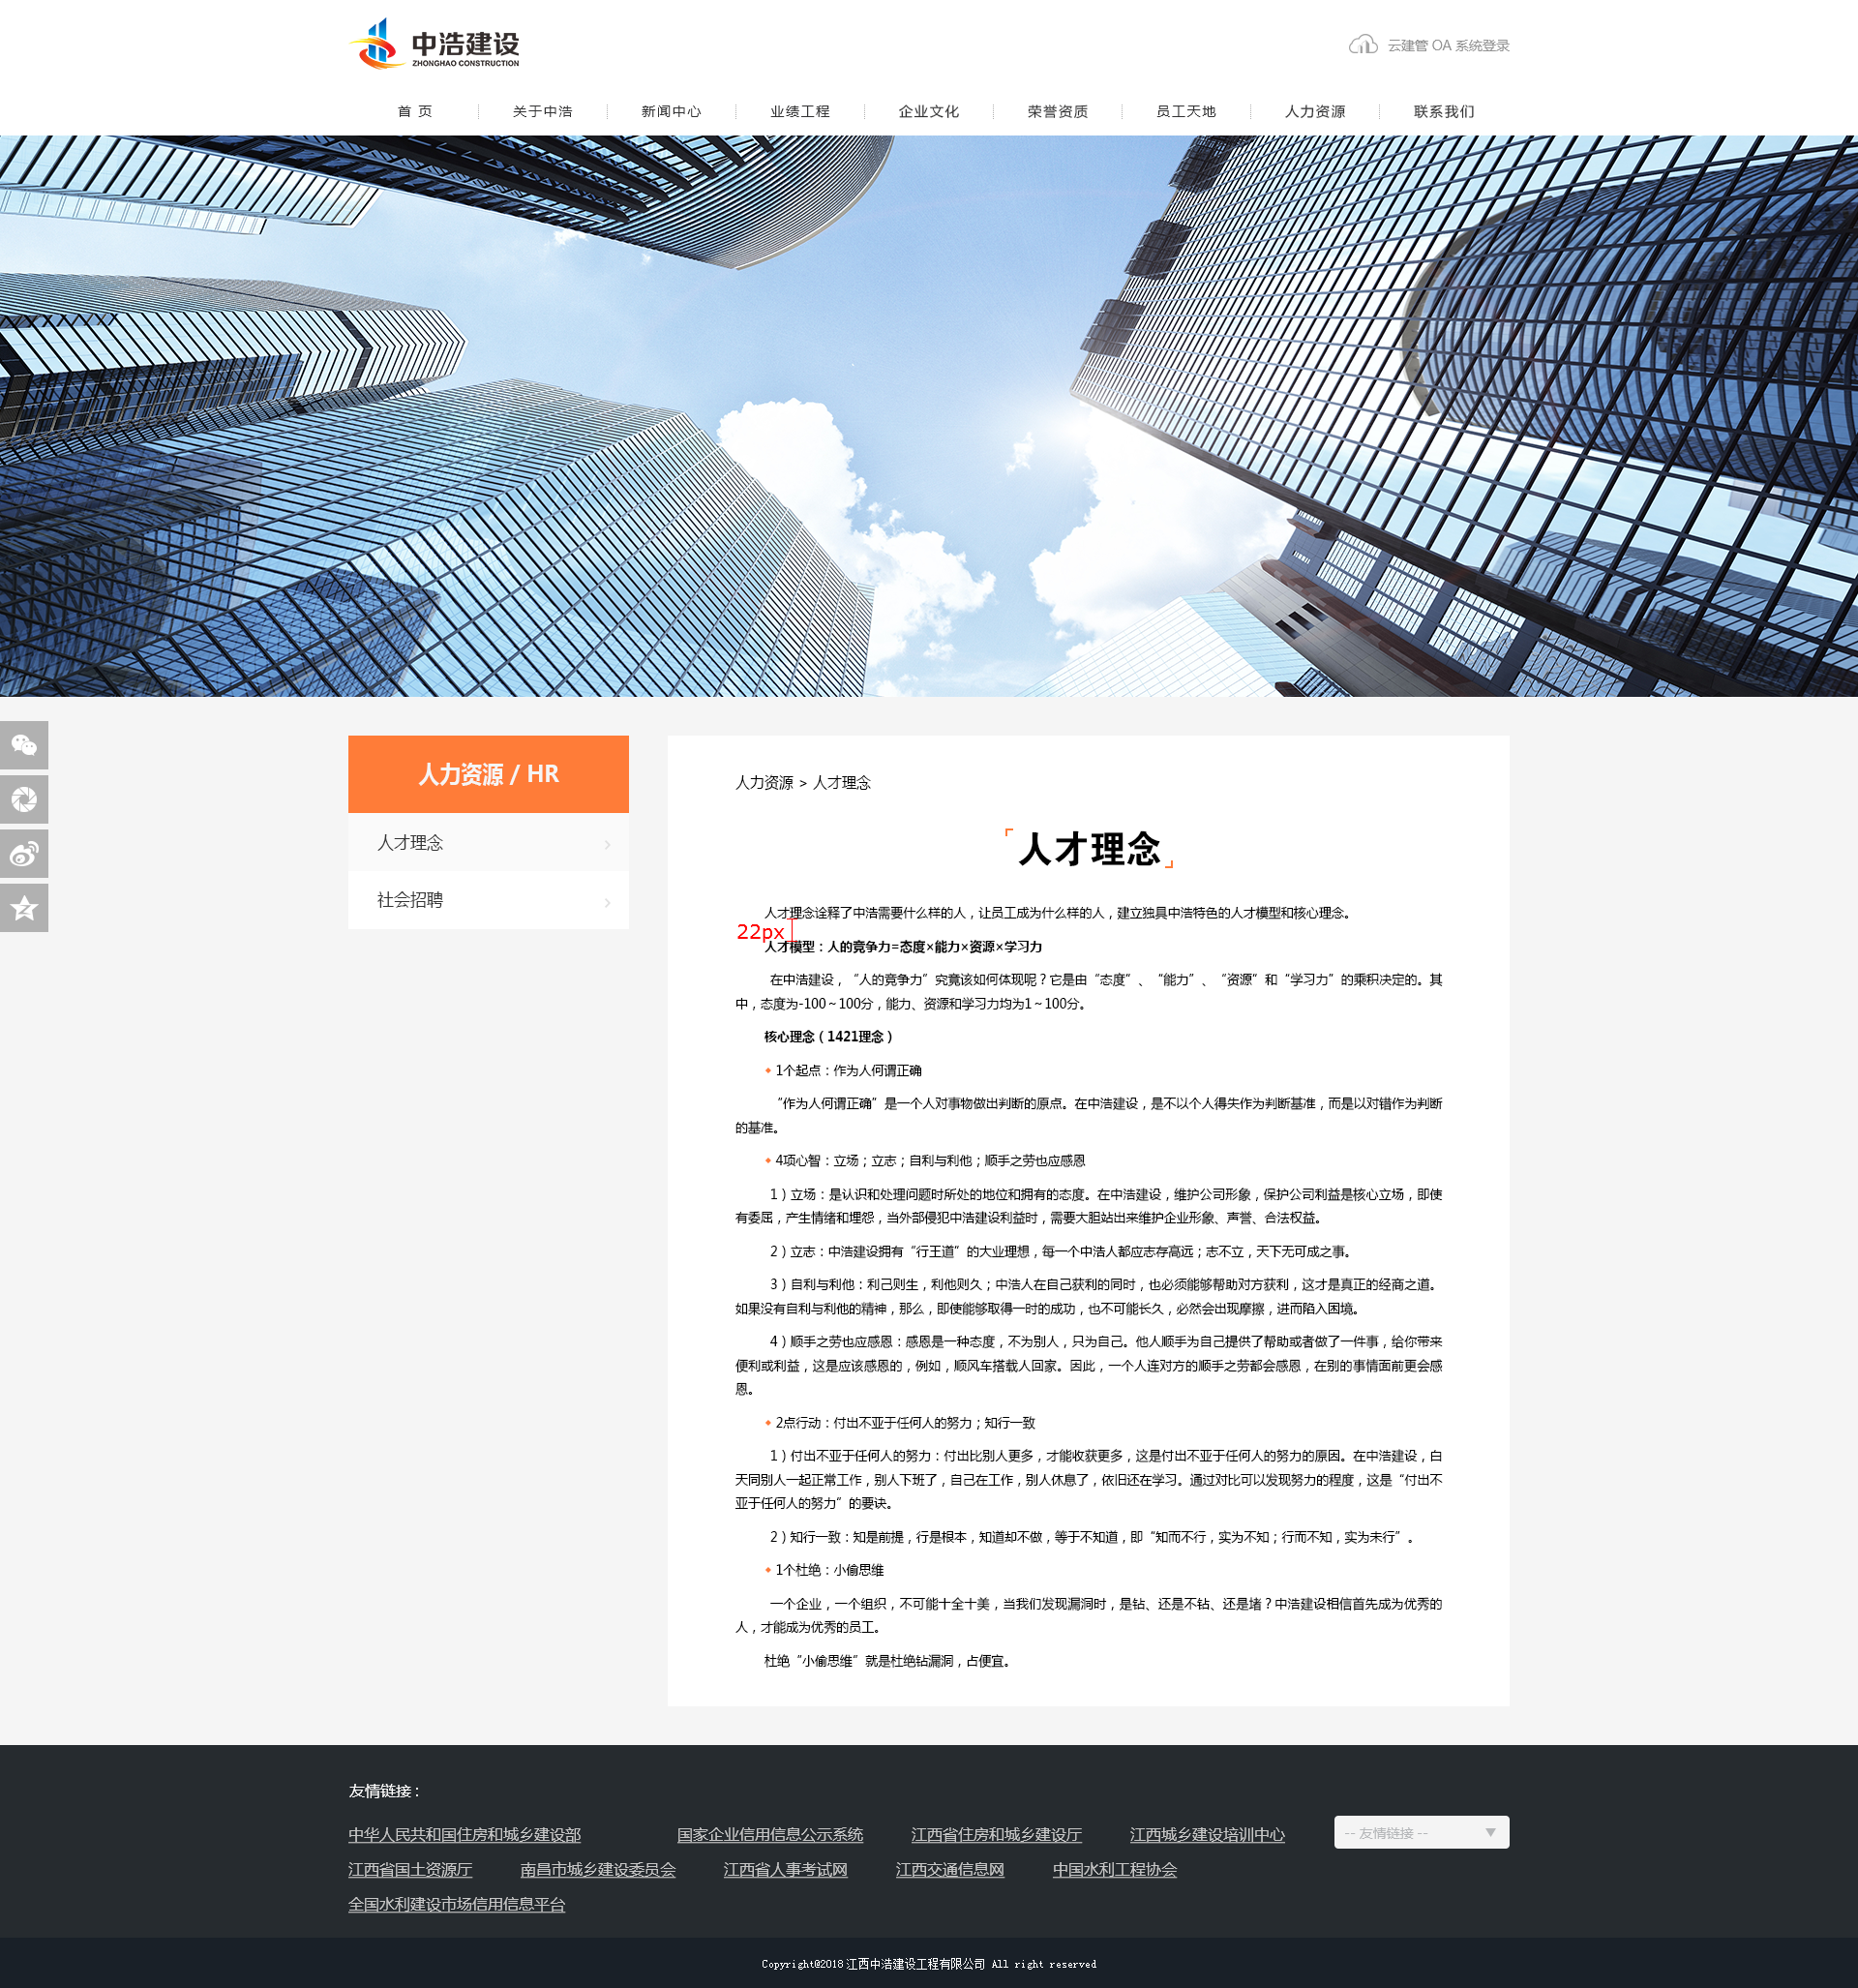 中浩建设
ZHONGHAO CONSTRUCTION
云建管 OA 系统登录
首 页
关于中浩
新闻中心
业绩工程
企业文化
荣誉资质
员工天地
人力资源
联系我们
人力资源 / HR
人才理念
社会招聘
人力资源 > 人才理念
人才理念
人才理念诠释了中浩需要什么样的人，让员工成为什么样的人，建立独具中浩特色的人才模型和核心理念。
22px
人才模型：人的竞争力=态度×能力×资源×学习力
在中浩建设，“人的竞争力”究竟该如何体现呢？它是由“态度”、“能力”、“资源”和“学习力”的乘积决定的。其
中，态度为-100～100分，能力、资源和学习力均为1～100分。
核心理念（1421理念）
1个起点：作为人何谓正确
“作为人何谓正确”是一个人对事物做出判断的原点。在中浩建设，是不以个人得失作为判断基准，而是以对错作为判断
的基准。
4项心智：立场；立志；自利与利他；顺手之劳也应感恩
1）立场：是认识和处理问题时所处的地位和拥有的态度。在中浩建设，维护公司形象，保护公司利益是核心立场，即使
有委屈，产生情绪和埋怨，当外部侵犯中浩建设利益时，需要大胆站出来维护企业形象、声誉、合法权益。
2）立志：中浩建设拥有“行王道”的大业理想，每一个中浩人都应志存高远；志不立，天下无可成之事。
3）自利与利他：利己则生，利他则久；中浩人在自己获利的同时，也必须能够帮助对方获利，这才是真正的经商之道。
如果没有自利与利他的精神，那么，即使能够取得一时的成功，也不可能长久，必然会出现摩擦，进而陷入困境。
4）顺手之劳也应感恩：感恩是一种态度，不为别人，只为自己。他人顺手为自己提供了帮助或者做了一件事，给你带来
便利或利益，这是应该感恩的，例如，顺风车搭载人回家。因此，一个人连对方的顺手之劳都会感恩，在别的事情面前更会感
恩。
2点行动：付出不亚于任何人的努力；知行一致
1）付出不亚于任何人的努力：付出比别人更多，才能收获更多，这是付出不亚于任何人的努力的原因。在中浩建设，白
天同别人一起正常工作，别人下班了，自己在工作，别人休息了，依旧还在学习。通过对比可以发现努力的程度，这是“付出不
亚于任何人的努力”的要诀。
2）知行一致：知是前提，行是根本，知道却不做，等于不知道，即“知而不行，实为不知；行而不知，实为未行”。
1个杜绝：小偷思维
一个企业，一个组织，不可能十全十美，当我们发现漏洞时，是钻、还是不钻、还是堵？中浩建设相信首先成为优秀的
人，才能成为优秀的员工。
杜绝“小偷思维”就是杜绝钻漏洞，占便宜。
友情链接：
中华人民共和国住房和城乡建设部
国家企业信用信息公示系统
江西省住房和城乡建设厅
江西城乡建设培训中心
-- 友情链接 --
江西省国土资源厅
南昌市城乡建设委员会
江西省人事考试网
江西交通信息网
中国水利工程协会
全国水利建设市场信用信息平台
Copyright@2018 江西中浩建设工程有限公司 All right reserved